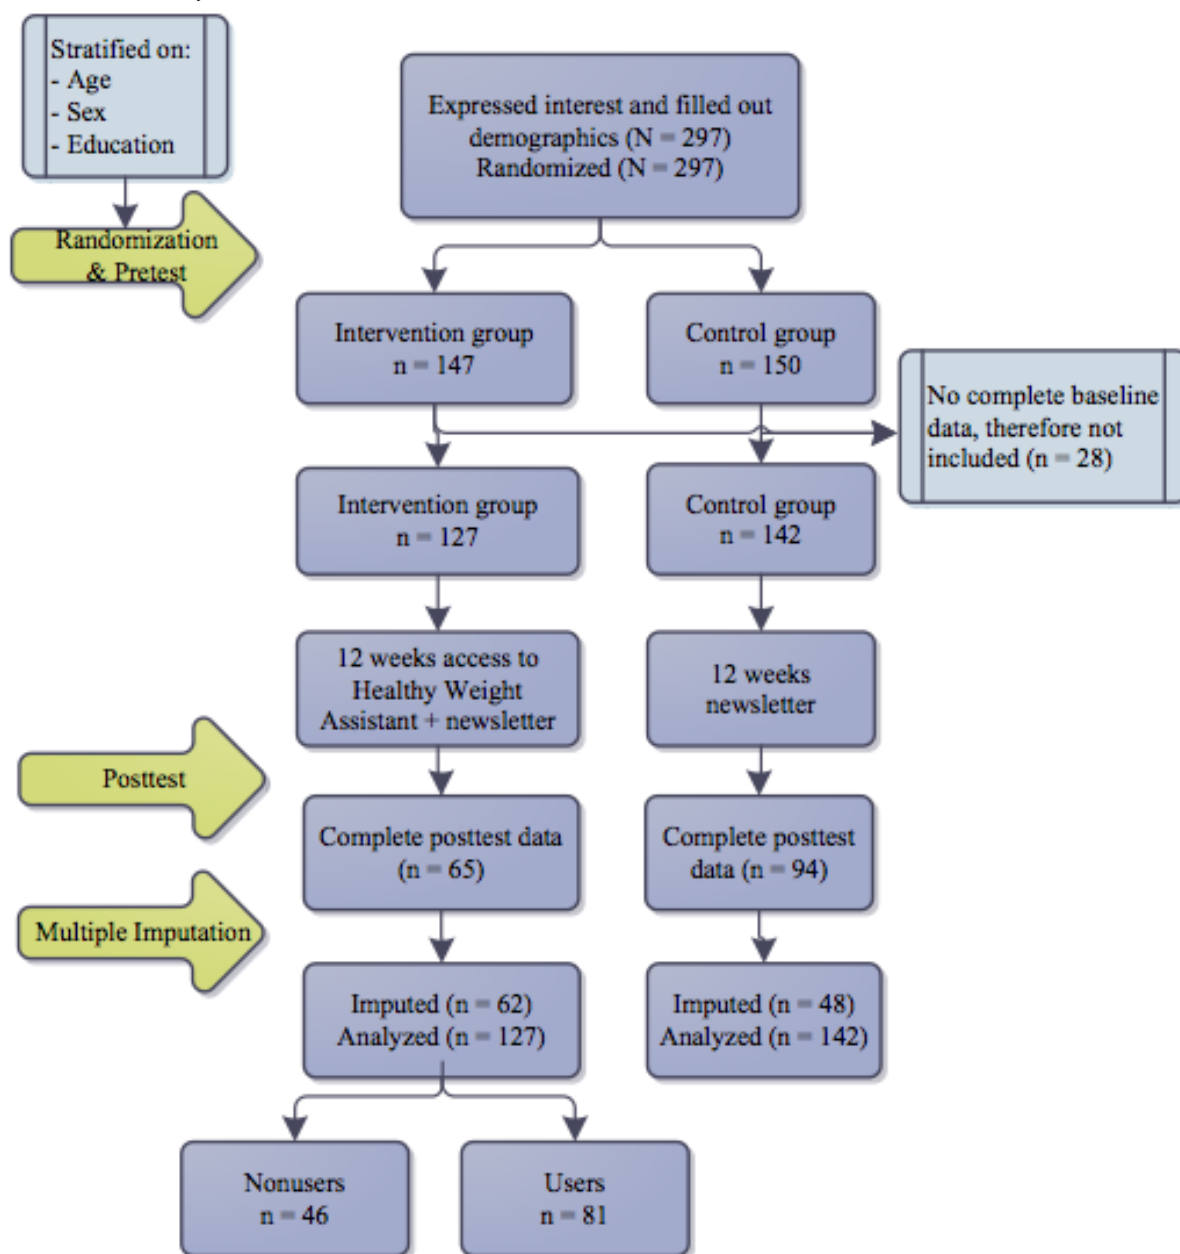 Stratified on:
- Age
- Sex
- Education
Expressed interest and filled out
demographics (N = 297)
Randomized (N = 297)
Randomization
& Pretest
Intervention group
n = 147
Control group
n = 150
No complete baseline
data, therefore not
included (n = 28)
Intervention group
n = 127
Control group
n = 142
12 weeks access to
Healthy Weight
Assistant + newsletter
12 weeks
newsletter
Posttest
Complete posttest data
(n = 65)
Complete posttest
data (n = 94)
Multiple Imputation
Imputed (n = 62)
Analyzed (n = 127)
Imputed (n = 48)
Analyzed (n = 142)
Nonusers
n = 46
Users
n = 81